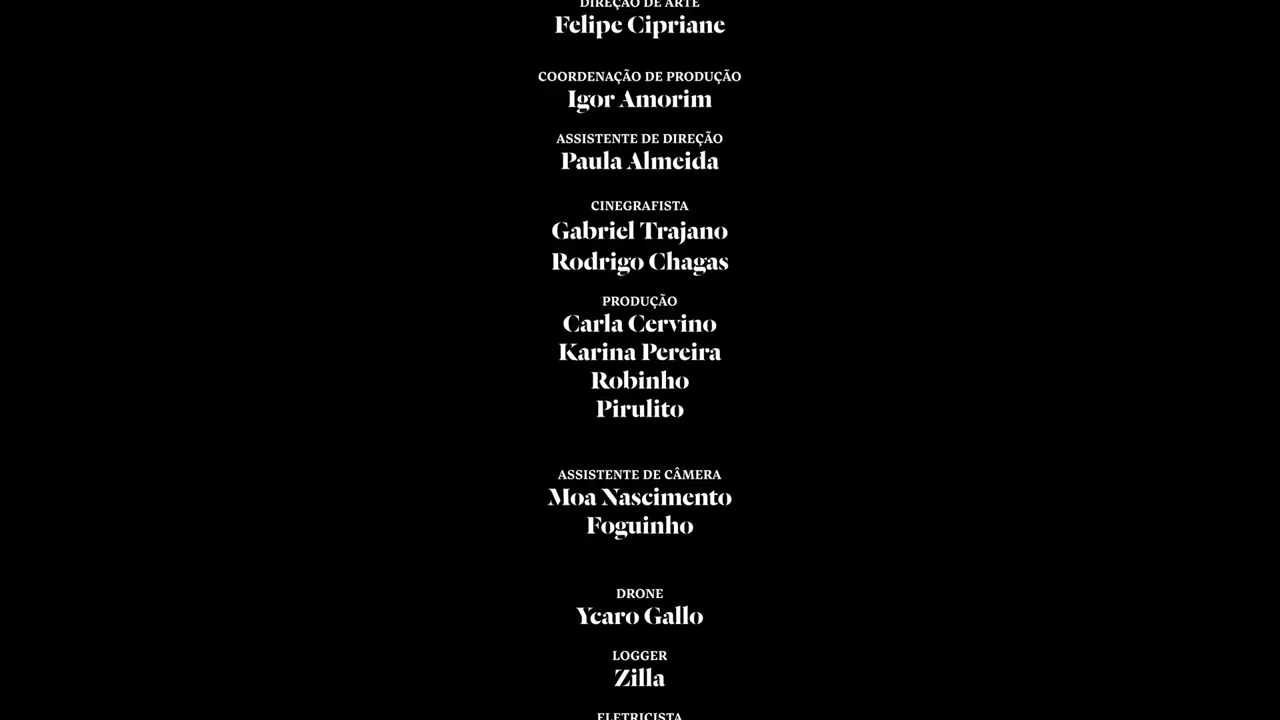 DIREÇÃO DE ARTE
Felipe Cipriane
COORDENAÇÃO DE PRODUÇÃO
Igor Amorim
ASSISTENTE DE DIREÇÃO
Paula Almeida
CINEGRAFISTA
Gabriel Trajano
Rodrigo Chagas
PRODUÇÃO
Carla Cervino
Karina Pereira
Robinho
Pirulito
ASSISTENTE DE CÂMERA
Moa Nascimento
Foguinho
DRONE
Ycaro Gallo
LOGGER
Zilla
ELETRICISTA